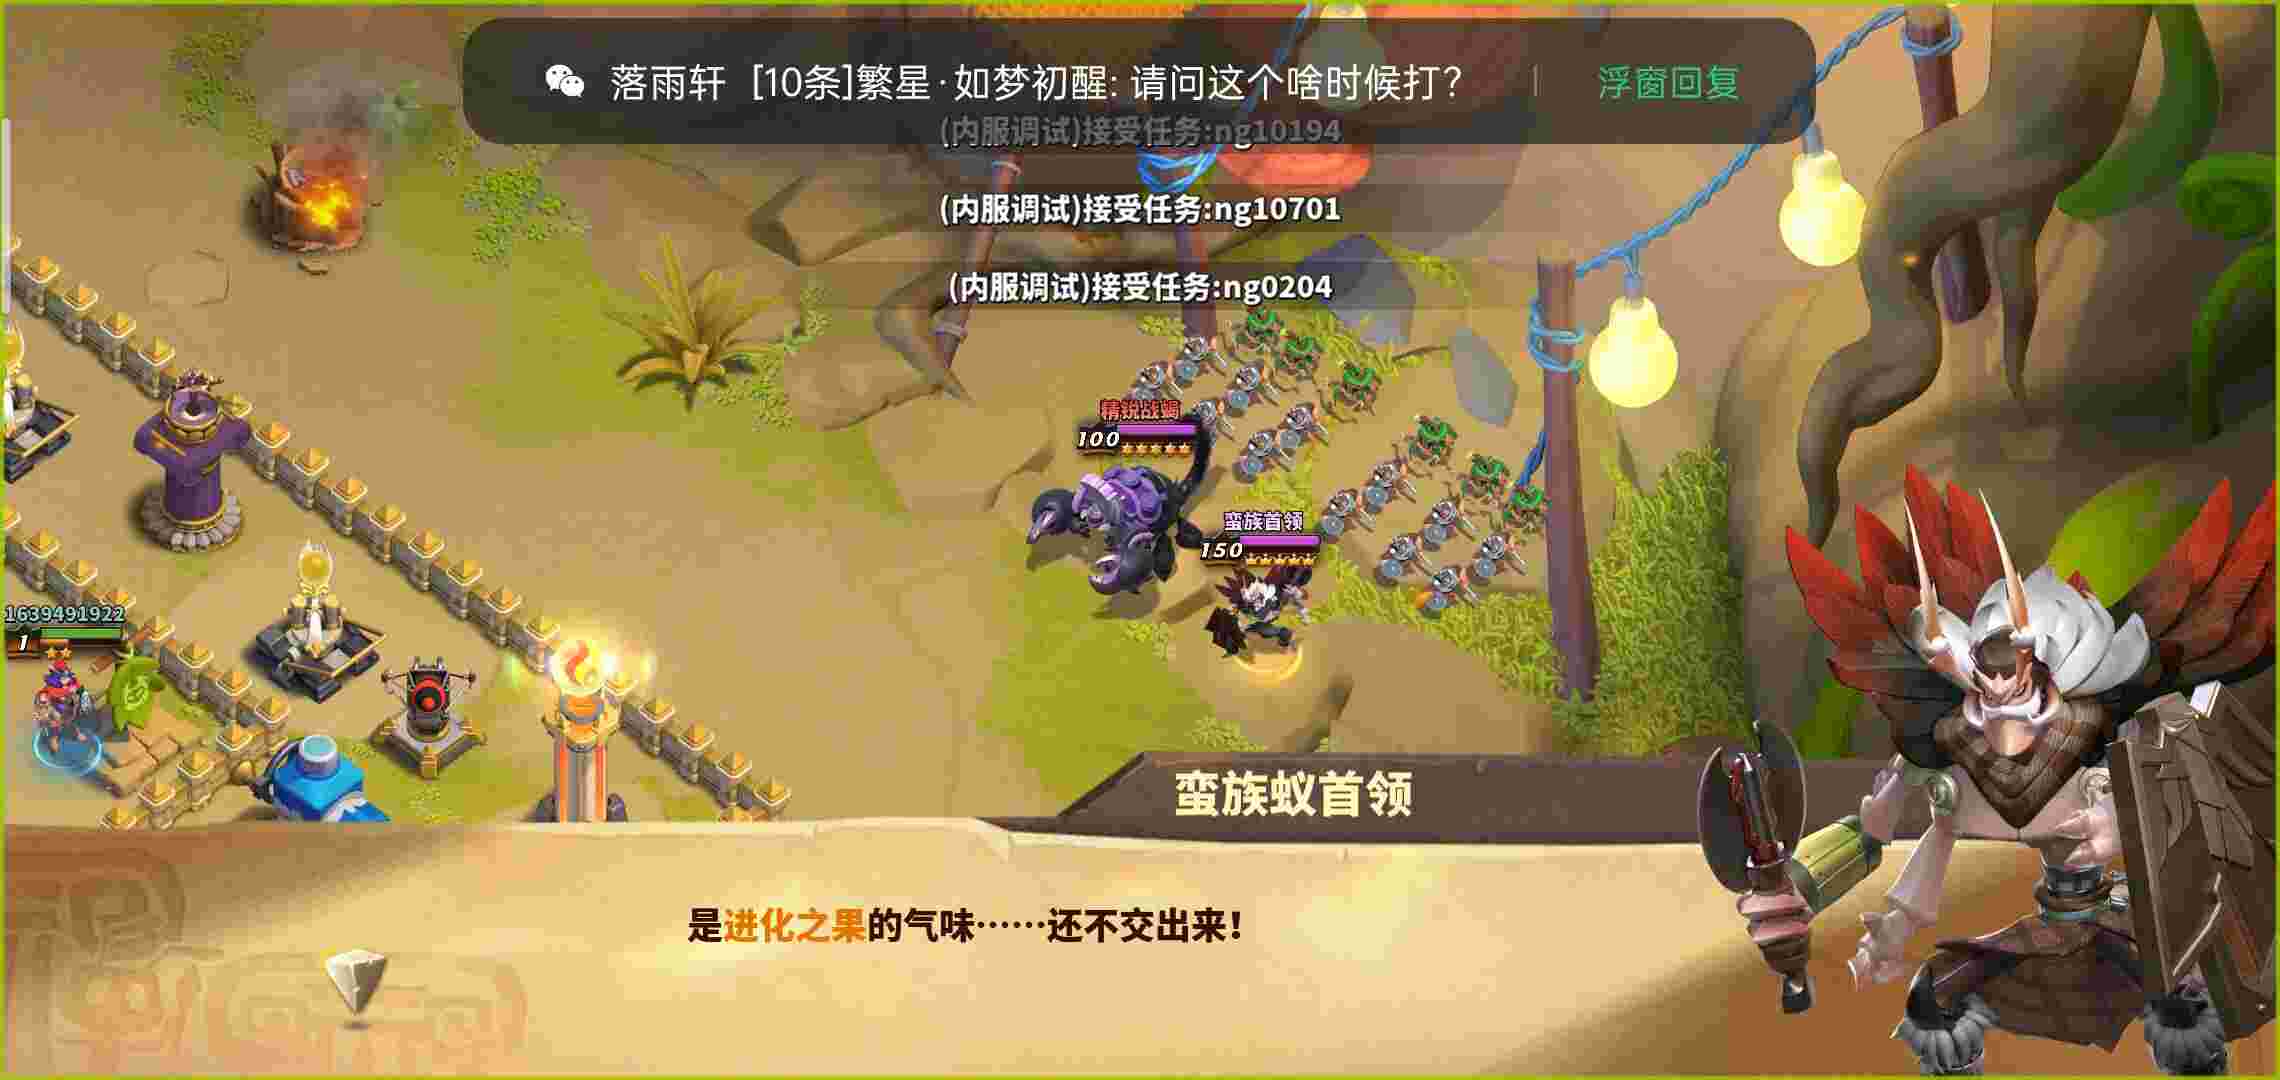 落雨轩 [10条]繁星·如梦初醒: 请问这个啥时候打? | 浮窗回复
(内服调试)接受任务:ng10194
(内服调试)接受任务:ng10701
(内服调试)接受任务:ng0204
精锐战蝎
100
蛮族首领
150
1639491922
1
蛮族蚁首领
是进化之果的气味……还不交出来!